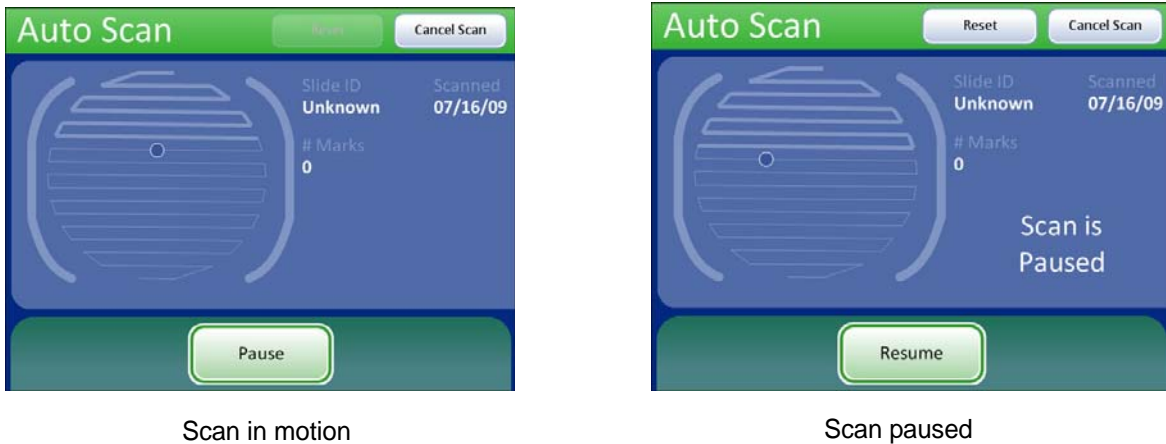 Auto Scan
Reset
Cancel Scan
Slide ID
Scanned
Unknown
07/16/09
# Marks
0
Pause
Scan in motion
Auto Scan
Reset
Cancel Scan
Slide ID
Scanned
Unknown
07/16/09
# Marks
0
Scan is
Paused
Resume
Scan paused